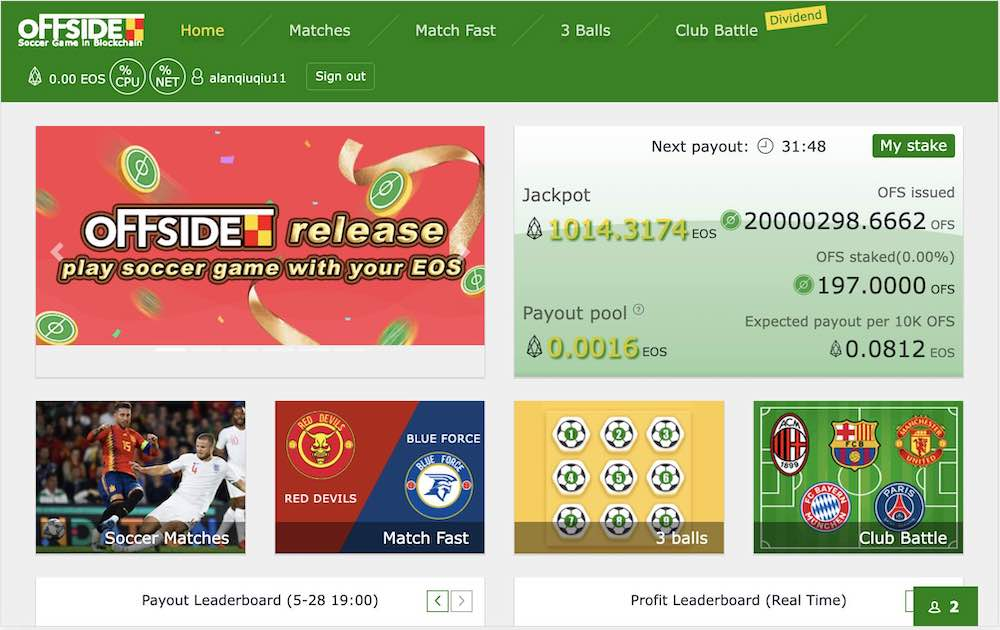 OFFSIDE
Soccer Game in Blockchain
Home
Matches
Match Fast
3 Balls
Club Battle
Dividend
0.00 EOS
%
CPU
%
NET
alanqiuqiu11
Sign out
OFFSIDE release
play soccer game with your EOS
Next payout: 31:48
My stake
Jackpot
1014.3174 EOS
OFS issued
20000298.6662 OFS
OFS staked(0.00%)
197.0000 OFS
Payout pool ?
0.0016 EOS
Expected payout per 10K OFS
0.0812 EOS
15
4
Soccer Matches
RED DEVILS
RED DEVILS
BLUE FORCE
BLUE FORCE
Match Fast
1 2 3
4 5 6
7 8 9
3 balls
ACM
1899
FCB
MANCHESTER
UNITED
FC BAYERN
MÜNCHEN
PARIS
Club Battle
Payout Leaderboard (5-28 19:00)
< >
Profit Leaderboard (Real Time)
2